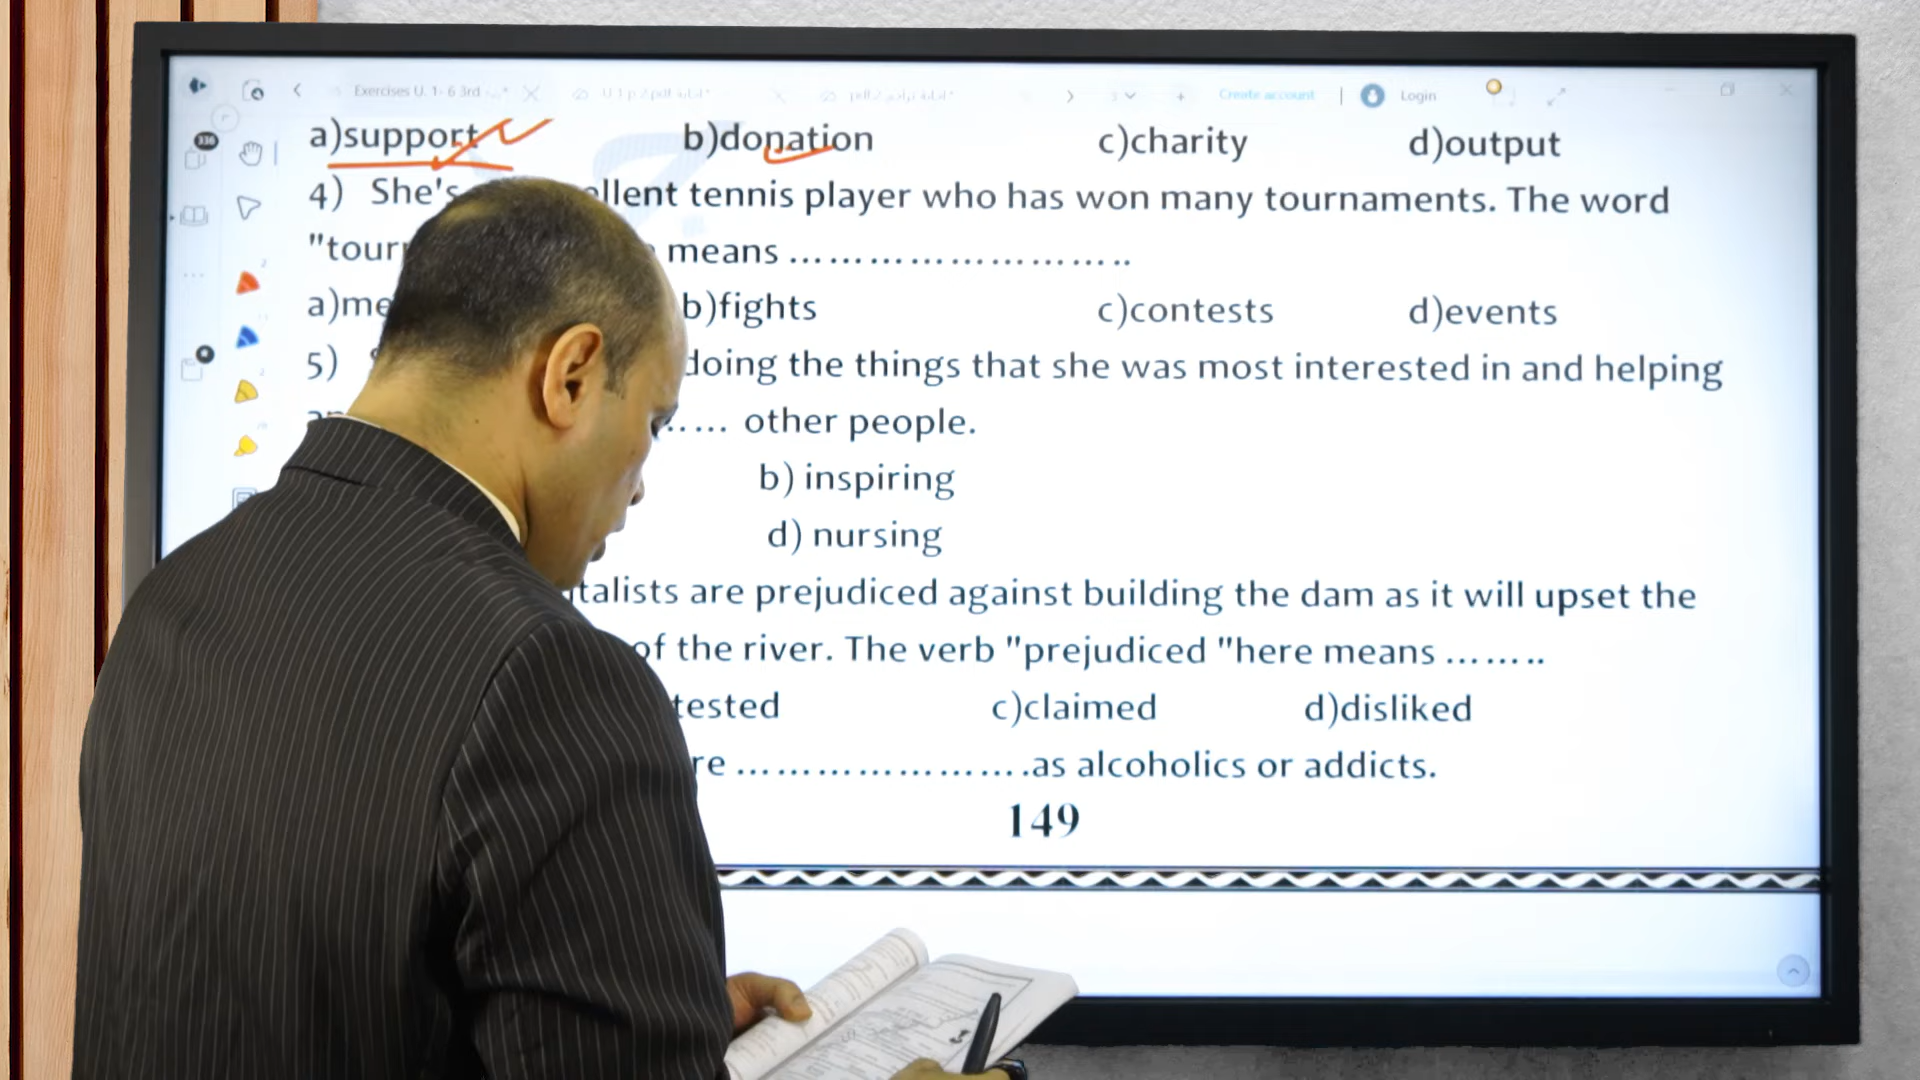 Exercises U. 1- 6 3rd
Create account | Login
336
a)support b)donation c)charity d)output
4) She's ellent tennis player who has won many tournaments. The word
"tour means ............................
a)me b)fights c)contests d)events
5) doing the things that she was most interested in and helping
..... other people.
b) inspiring
d) nursing
talists are prejudiced against building the dam as it will upset the
of the river. The verb "prejudiced "here means ........
tested c)claimed d)disliked
re ........................as alcoholics or addicts.
149